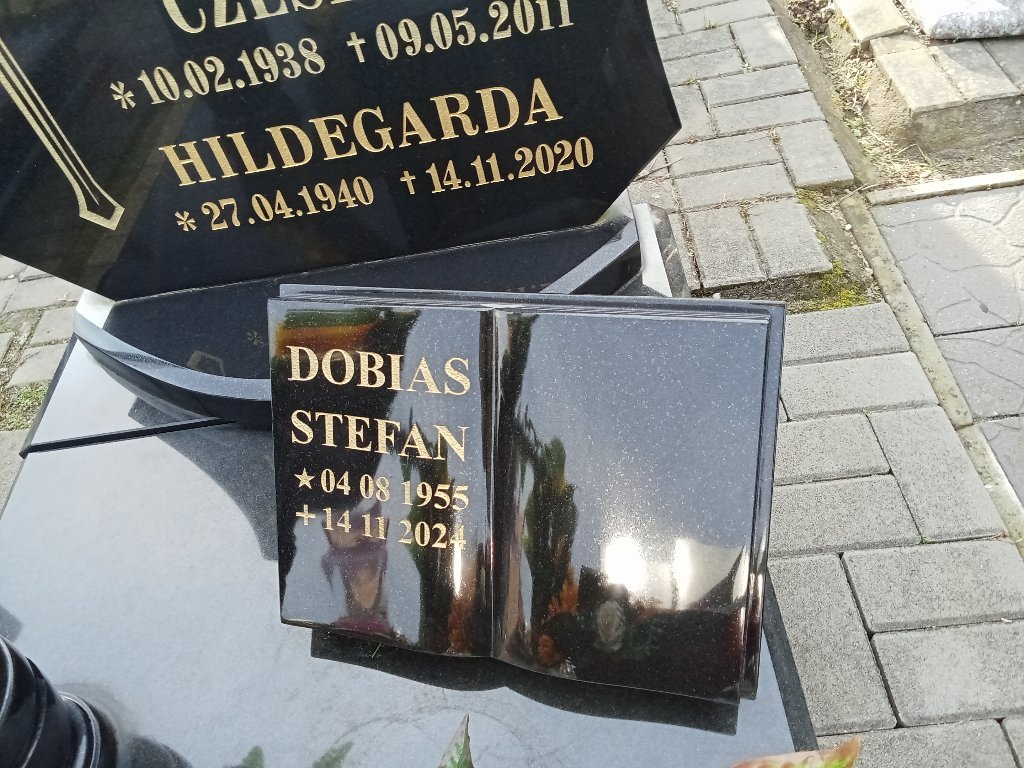 *10.02.1938 †09.05.2011
HILDEGARDA
*27.04.1940 †14.11.2020
DOBIAS
STEFAN
★04 08 1955
+14 11 2024